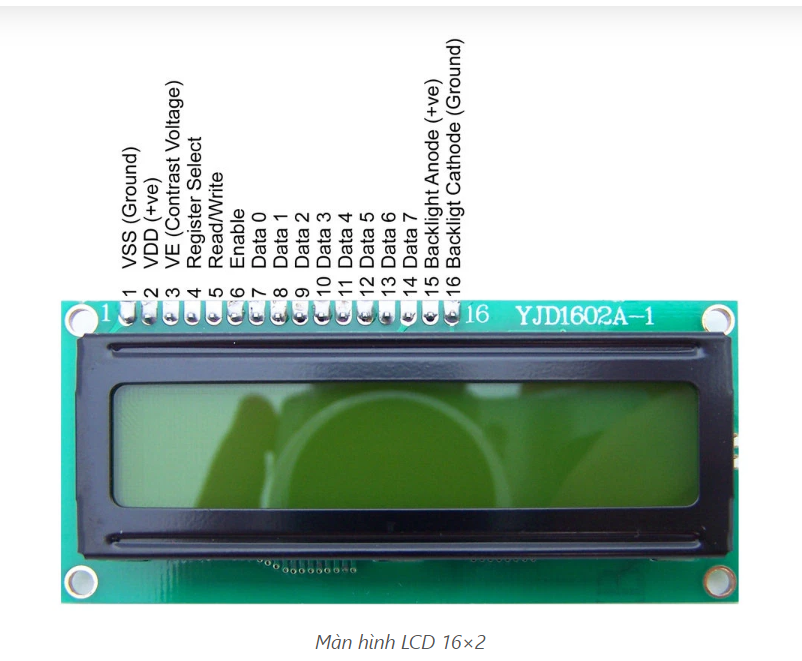 1 VSS (Ground)
2 VDD (+ve)
3 VE (Contrast Voltage)
4 Register Select
5 Read/Write
6 Enable
7 Data 0
8 Data 1
9 Data 2
10 Data 3
11 Data 4
12 Data 5
13 Data 6
14 Data 7
15 Backlight Anode (+ve)
16 Backligt Cathode (Ground)
1
16
YJD1602A-1
Màn hình LCD 16×2